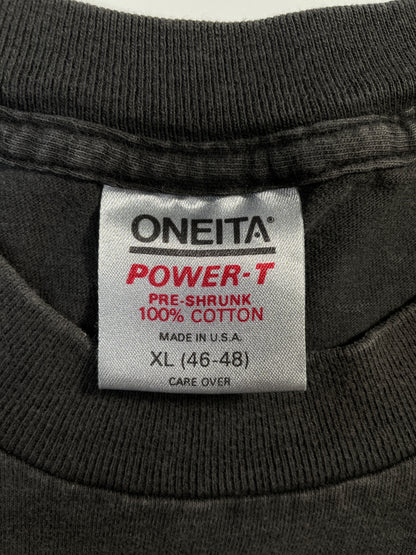 ONEITA®
POWER-T
PRE-SHRUNK
100% COTTON
MADE IN U.S.A.
XL (46-48)
CARE OVER